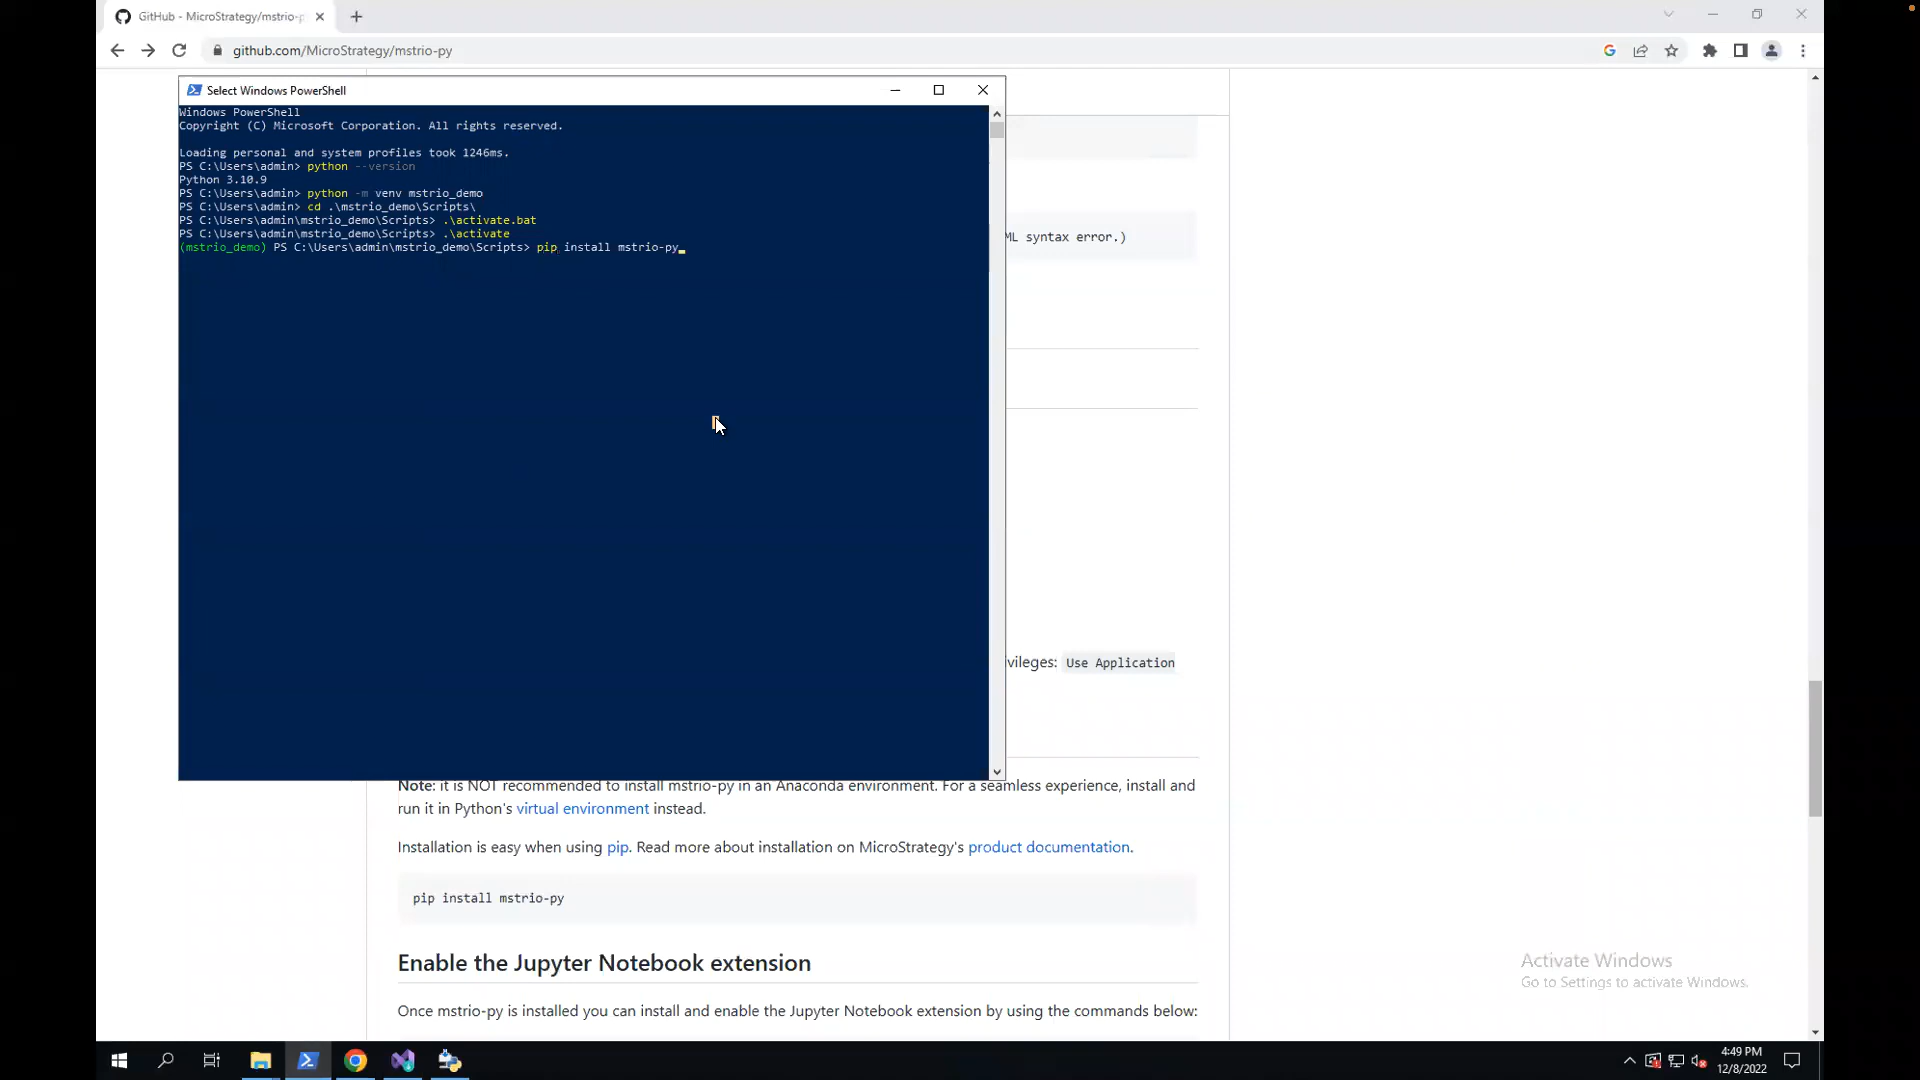 GitHub - MicroStrategy/mstrio-p
github.com/MicroStrategy/mstrio-py
Select Windows PowerShell
Windows PowerShell
Copyright (C) Microsoft Corporation. All rights reserved.
Loading personal and system profiles took 1246ms.
PS C:\Users\admin> python --version
Python 3.10.9
PS C:\Users\admin> python -m venv mstrio_demo
PS C:\Users\admin> cd .\mstrio_demo\Scripts\
PS C:\Users\admin\mstrio_demo\Scripts> .\activate.bat
PS C:\Users\admin\mstrio_demo\Scripts> .\activate
(mstrio_demo) PS C:\Users\admin\mstrio_demo\Scripts> pip install mstrio-py
ML syntax error.)
vileges: Use Application
Note: it is NOT recommended to install mstrio-py in an Anaconda environment. For a seamless experience, install and
run it in Python's virtual environment instead.
Installation is easy when using pip. Read more about installation on MicroStrategy's product documentation.
pip install mstrio-py
Enable the Jupyter Notebook extension
Once mstrio-py is installed you can install and enable the Jupyter Notebook extension by using the commands below:
Activate Windows
Go to Settings to activate Windows.
4:49 PM
12/8/2022